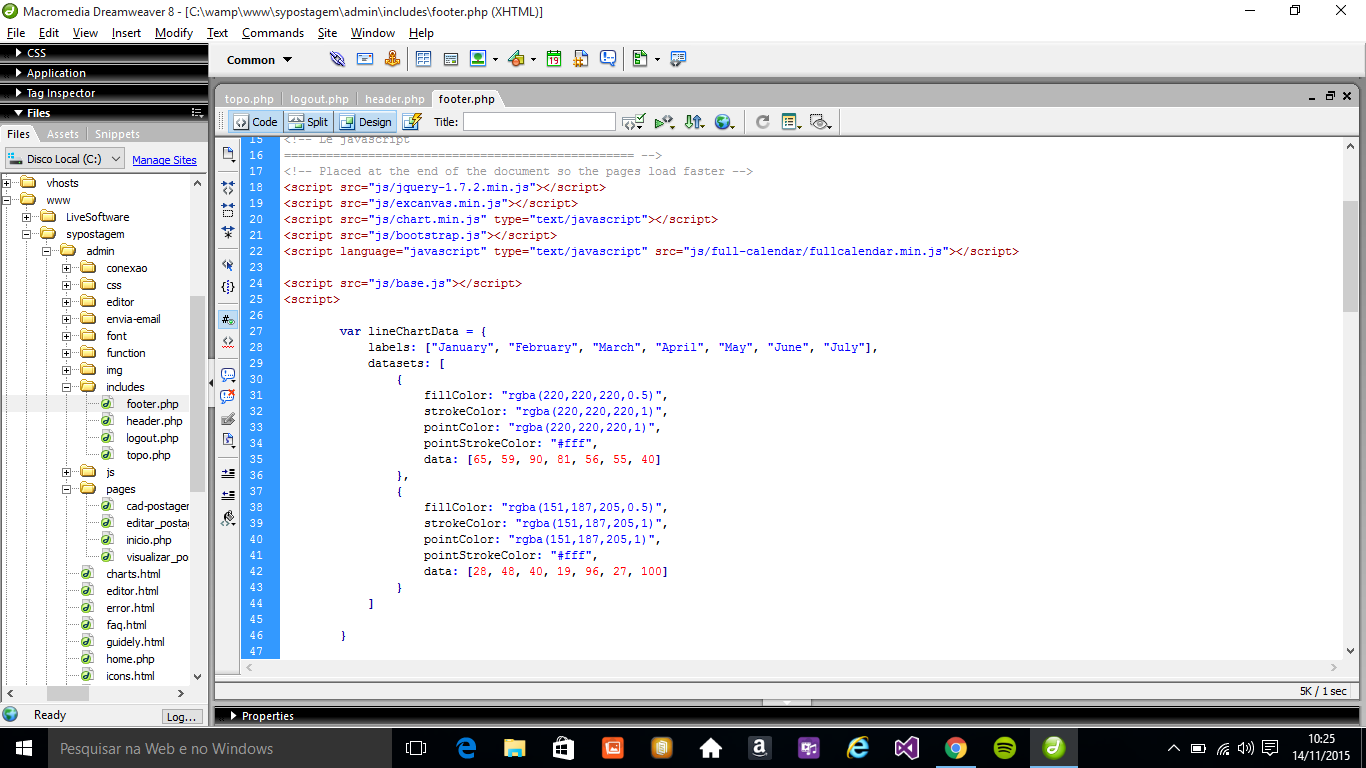 Macromedia Dreamweaver 8 - [C:\wamp\www\sypostagem\admin\includes\footer.php (XHTML)]
File Edit View Insert Modify Text Commands Site Window Help
CSS
Application
Tag Inspector
Files
Files Assets Snippets
Disco Local (C:) Manage Sites
vhosts
www
LiveSoftware
sypostagem
admin
conexao
css
editor
envia-email
font
function
img
includes
footer.php
header.php
logout.php
topo.php
js
pages
cad-postager
editar_posta
inicio.php
visualizar_po
charts.html
editor.html
error.html
faq.html
guidely.html
home.php
icons.html
Ready Log...
Common
topo.php logout.php header.php footer.php
Code Split Design Title:
15 <!-- Le javascript
16 ================================================== -->
17 <!-- Placed at the end of the document so the pages load faster -->
18 <script src="js/jquery-1.7.2.min.js"></script>
19 <script src="js/excanvas.min.js"></script>
20 <script src="js/chart.min.js" type="text/javascript"></script>
21 <script src="js/bootstrap.js"></script>
22 <script language="javascript" type="text/javascript" src="js/full-calendar/fullcalendar.min.js"></script>
23
24 <script src="js/base.js"></script>
25 <script>
26
27 var lineChartData = {
28 labels: ["January", "February", "March", "April", "May", "June", "July"],
29 datasets: [
30 {
31 fillColor: "rgba(220,220,220,0.5)",
32 strokeColor: "rgba(220,220,220,1)",
33 pointColor: "rgba(220,220,220,1)",
34 pointStrokeColor: "#fff",
35 data: [65, 59, 90, 81, 56, 55, 40]
36 },
37 {
38 fillColor: "rgba(151,187,205,0.5)",
39 strokeColor: "rgba(151,187,205,1)",
40 pointColor: "rgba(151,187,205,1)",
41 pointStrokeColor: "#fff",
42 data: [28, 48, 40, 19, 96, 27, 100]
43 }
44 ]
45
46 }
47
5K / 1 sec
Properties
Pesquisar na Web e no Windows
10:25
14/11/2015